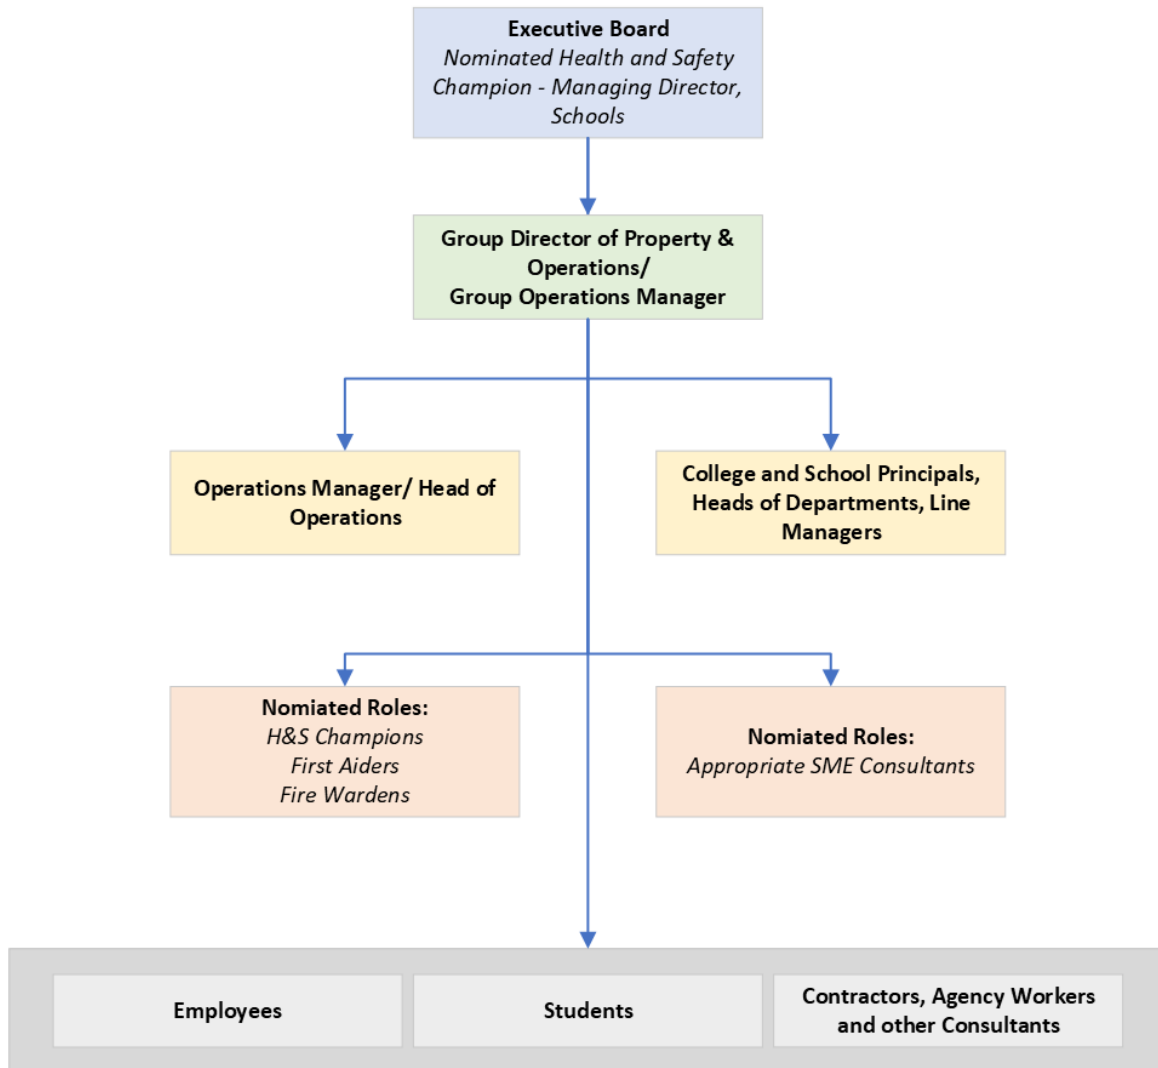 Executive Board
Nominated Health and Safety
Champion - Managing Director,
Schools
Group Director of Property &
Operations/
Group Operations Manager
Operations Manager/ Head of
Operations
College and School Principals,
Heads of Departments, Line
Managers
Nomiated Roles:
H&S Champions
First Aiders
Fire Wardens
Nomiated Roles:
Appropriate SME Consultants
Employees
Students
Contractors, Agency Workers
and other Consultants